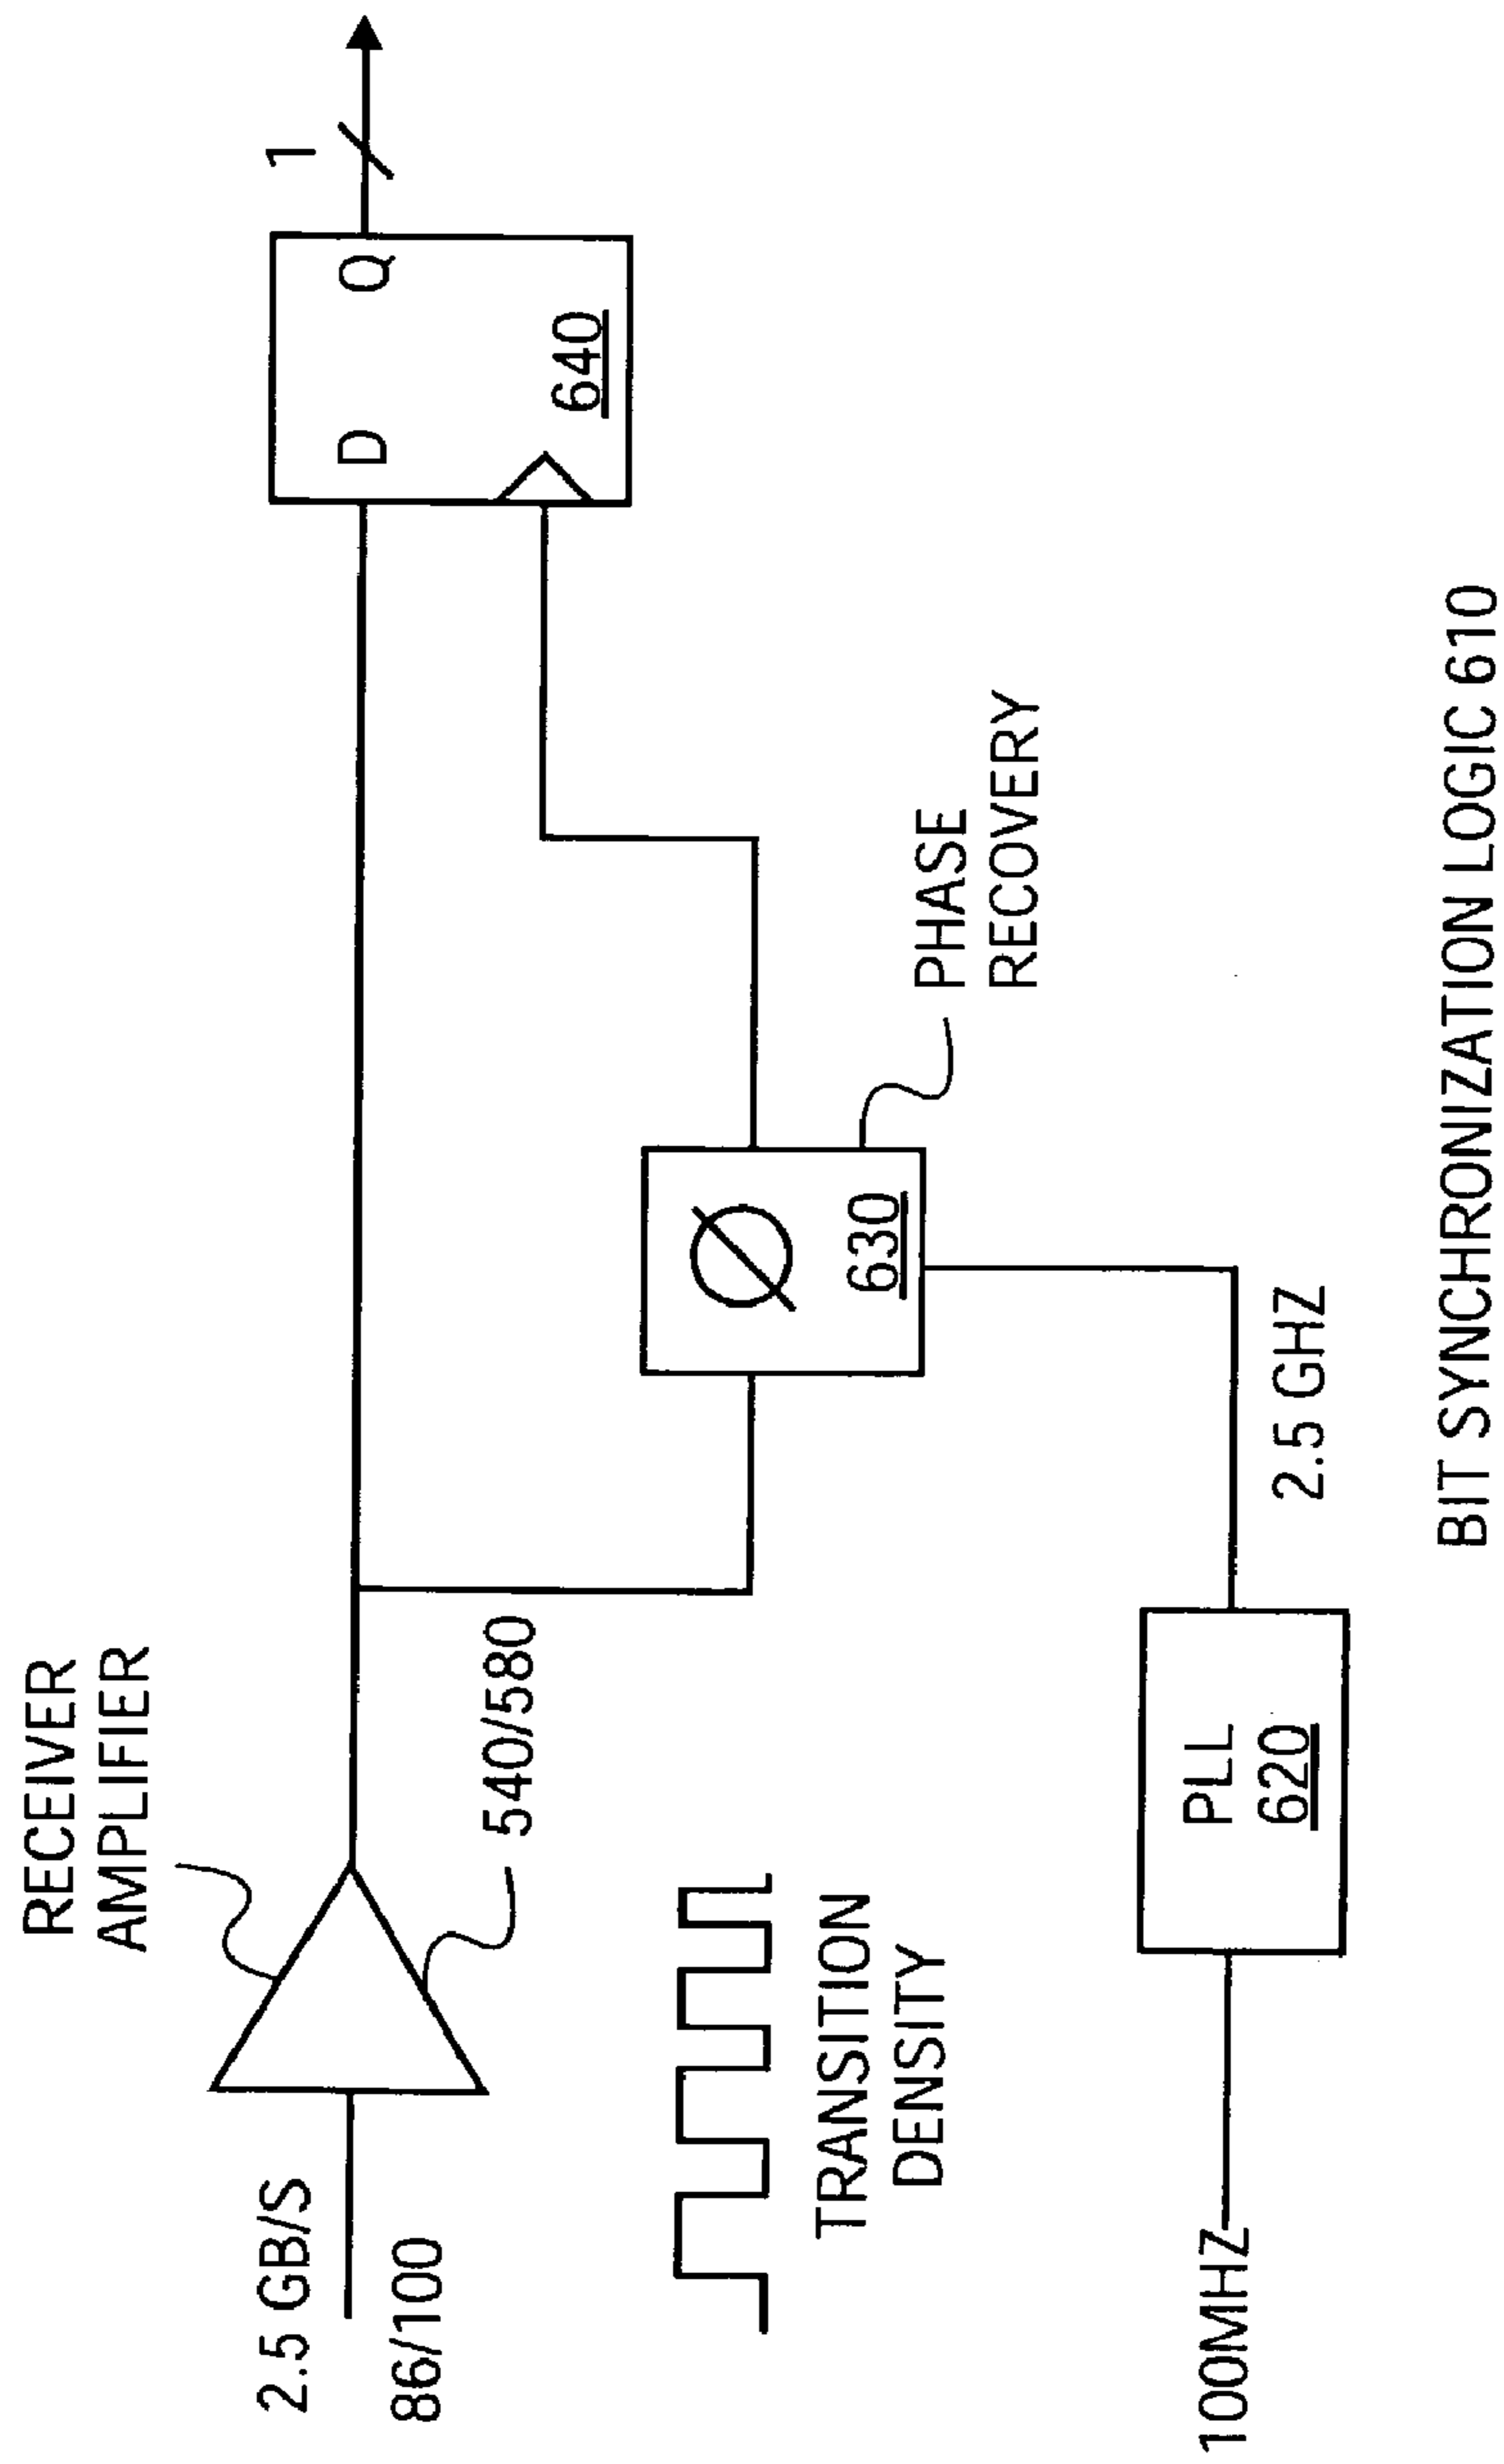 RECEIVER
AMPLIFIER
2.5 GB/S
86/100
540/580
D
Q
1
640
TRANSITION
DENSITY
Ø
630
PHASE
RECOVERY
100MHZ
PLL
620
2.5 GHZ
BIT SYNCHRONIZATION LOGIC 610